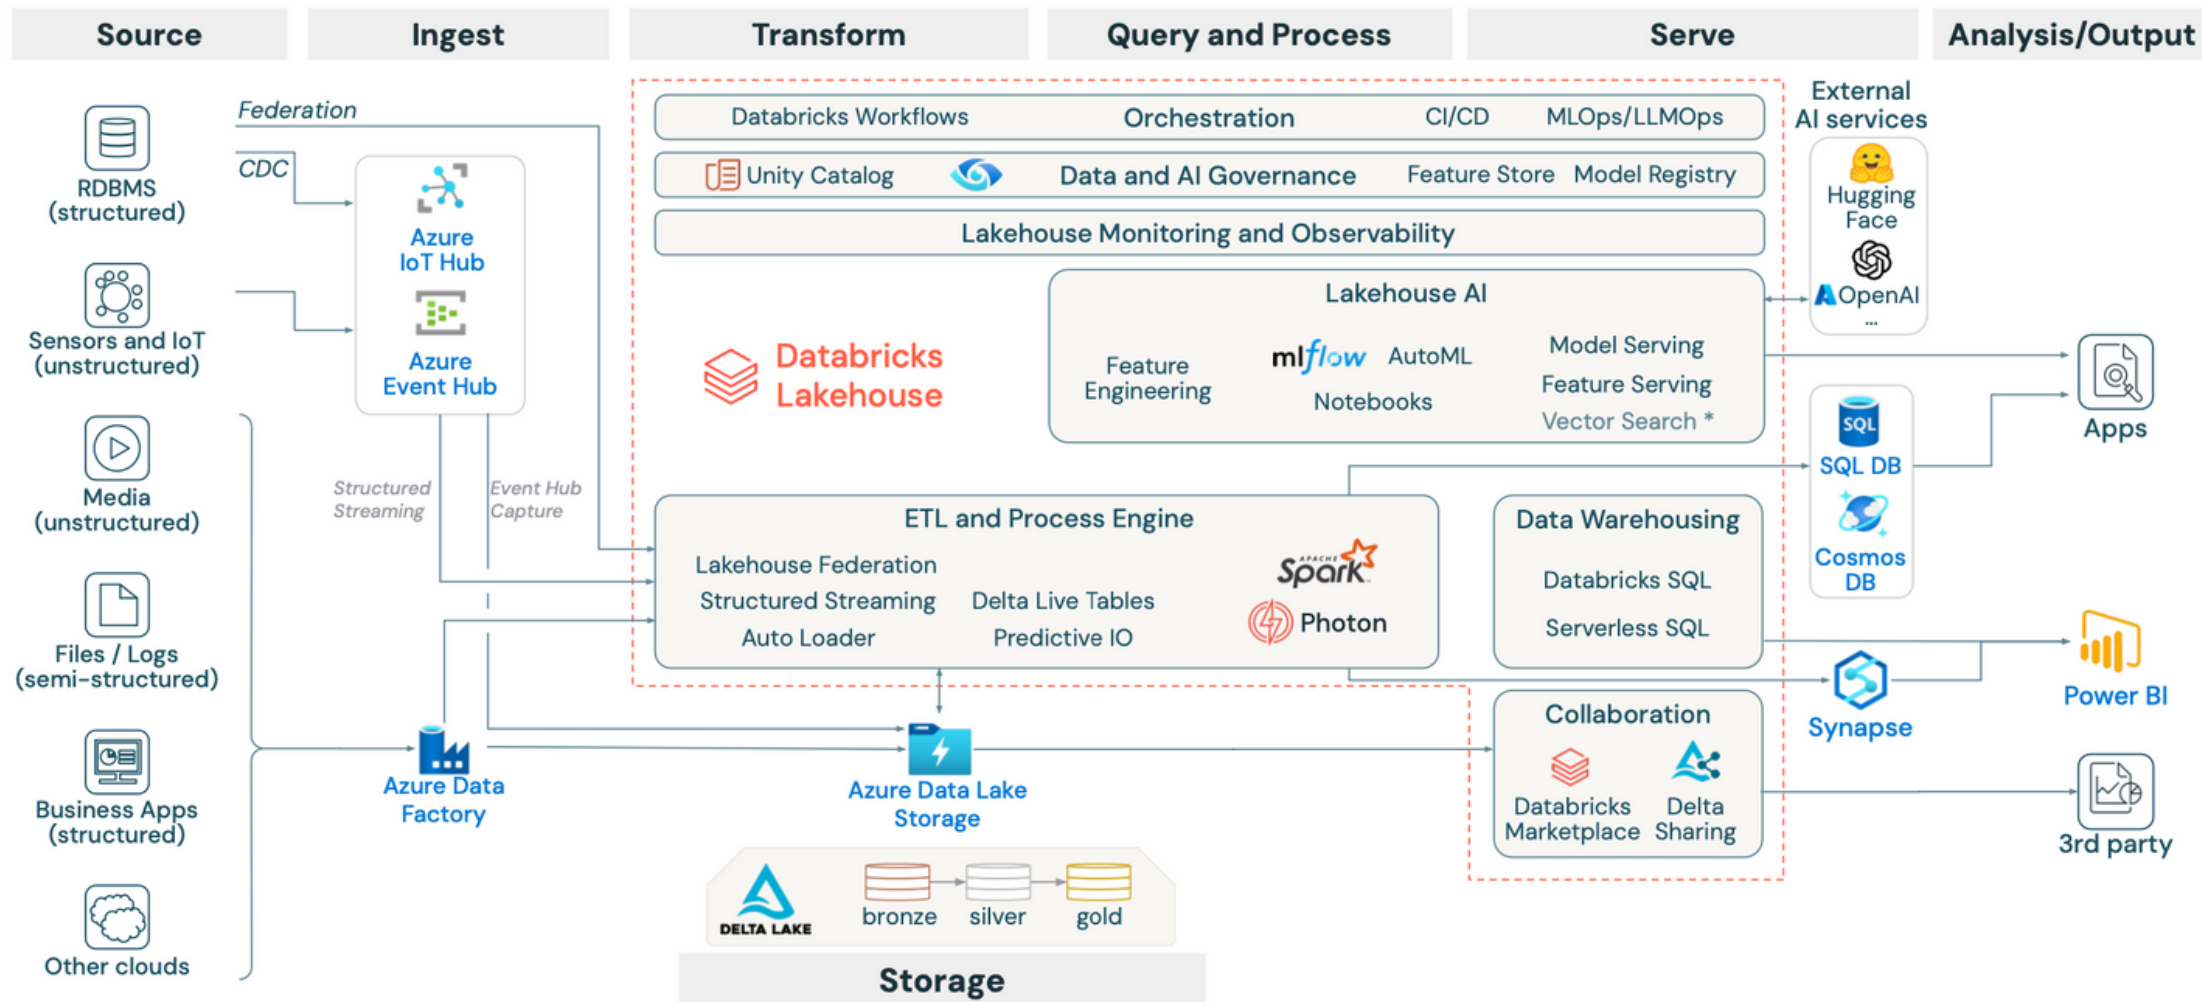 Source
Ingest
Transform
Query and Process
Serve
Analysis/Output
RDBMS
(structured)
Sensors and IoT
(unstructured)
Media
(unstructured)
Files / Logs
(semi-structured)
Business Apps
(structured)
Other clouds
Federation
CDC
Azure
IoT Hub
Azure
Event Hub
Structured
Streaming
Event Hub
Capture
Azure Data
Factory
Databricks Workflows
Orchestration
CI/CD
MLOps/LLMOps
Unity Catalog
Data and AI Governance
Feature Store
Model Registry
Lakehouse Monitoring and Observability
Databricks
Lakehouse
Lakehouse AI
Feature
Engineering
mlflow
AutoML
Notebooks
Model Serving
Feature Serving
Vector Search *
ETL and Process Engine
Lakehouse Federation
Structured Streaming
Auto Loader
Delta Live Tables
Predictive IO
APACHE
Spark
Photon
Data Warehousing
Databricks SQL
Serverless SQL
Collaboration
Databricks
Marketplace
Delta
Sharing
Azure Data Lake
Storage
DELTA LAKE
bronze
silver
gold
Storage
External
AI services
Hugging
Face
OpenAI
...
SQL
SQL DB
Cosmos
DB
Synapse
Apps
Power BI
3rd party